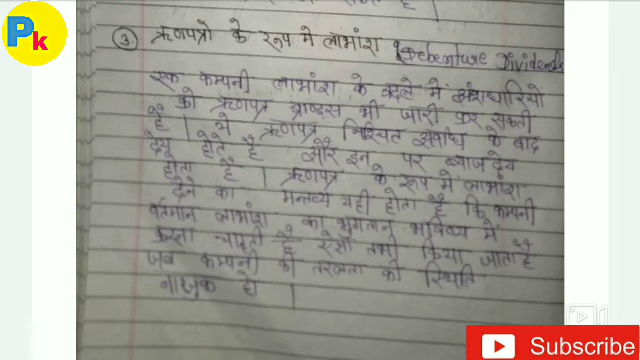 Pk
③. ऋणपत्रो के रूप मे लाभांश (Debenture Dividend
एक कम्पनी लाभांश के बदले में अंशधारियो
को ऋणपत्र ब्राण्डस भी जारी कर सकती
है। ये ऋणपत्र निश्चित अवधि के बाद
देय होते है और इन पर ब्याज देय
होता है। ऋणपत्र के रूप में लाभांश
देने का मन्तव्य यही होता है कि कम्पनी
वर्तमान लाभांश का भुगतान भविष्य में
करना चाहती है ऐसा तभी किया जाता है
जब कम्पनी की तरलता की स्थिति
नाजुक हो।
Subscribe